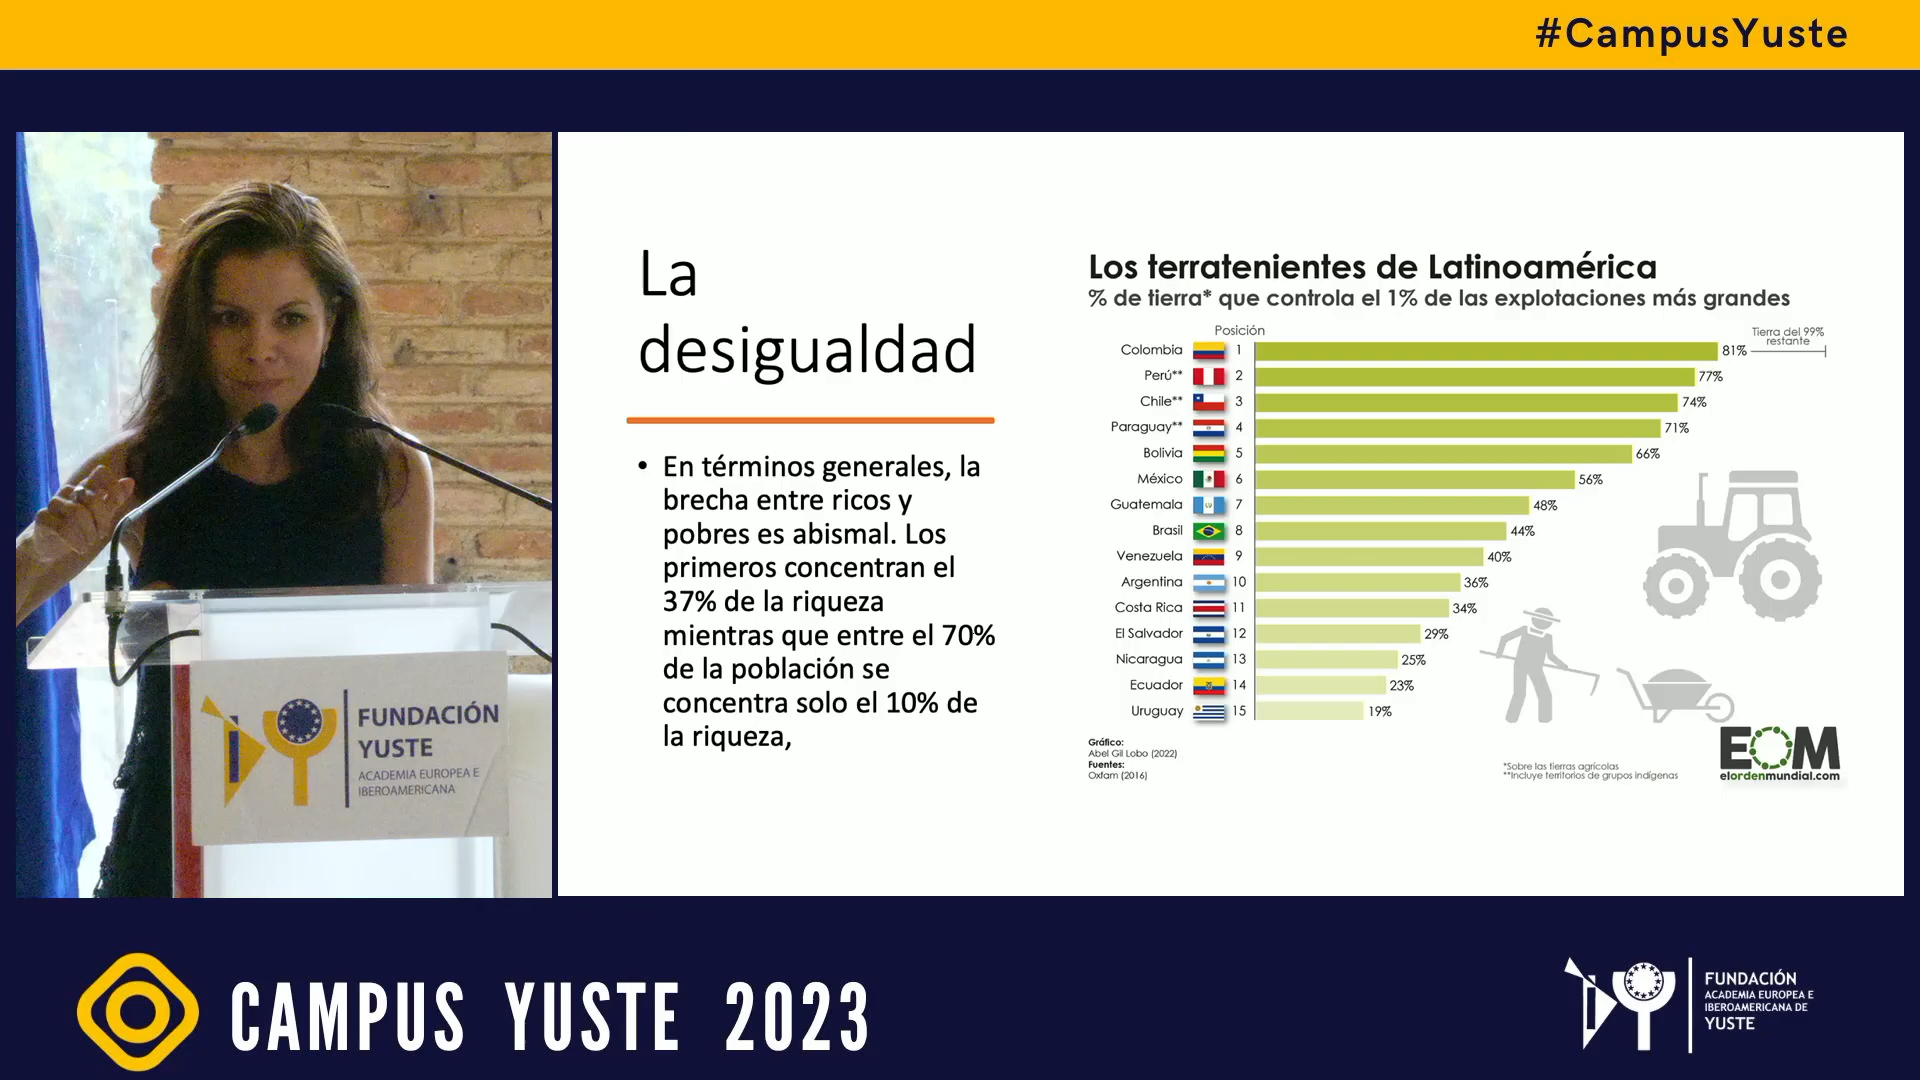 #CampusYuste
FUNDACIÓN
YUSTE
ACADEMIA EUROPEA E
IBEROAMERICANA
La
desigualdad
• En términos generales, la
brecha entre ricos y
pobres es abismal. Los
primeros concentran el
37% de la riqueza
mientras que entre el 70%
de la población se
concentra solo el 10% de
la riqueza,
Los terratenientes de Latinoamérica
% de tierra* que controla el 1% de las explotaciones más grandes
Posición
Tierra del 99%
restante
Colombia 1 81%
Perú** 2 77%
Chile** 3 74%
Paraguay** 4 71%
Bolivia 5 66%
México 6 56%
Guatemala 7 48%
Brasil 8 44%
Venezuela 9 40%
Argentina 10 36%
Costa Rica 11 34%
El Salvador 12 29%
Nicaragua 13 25%
Ecuador 14 23%
Uruguay 15 19%
Gráfico:
Abel Gil Lobo (2022)
Fuentes:
Oxfam (2016)
*Sobre las tierras agrícolas
**Incluye territorios de grupos indígenas
EOM
elordenmundial.com
CAMPUS YUSTE 2023
FUNDACIÓN
ACADEMIA EUROPEA E
IBEROAMERICANA DE
YUSTE